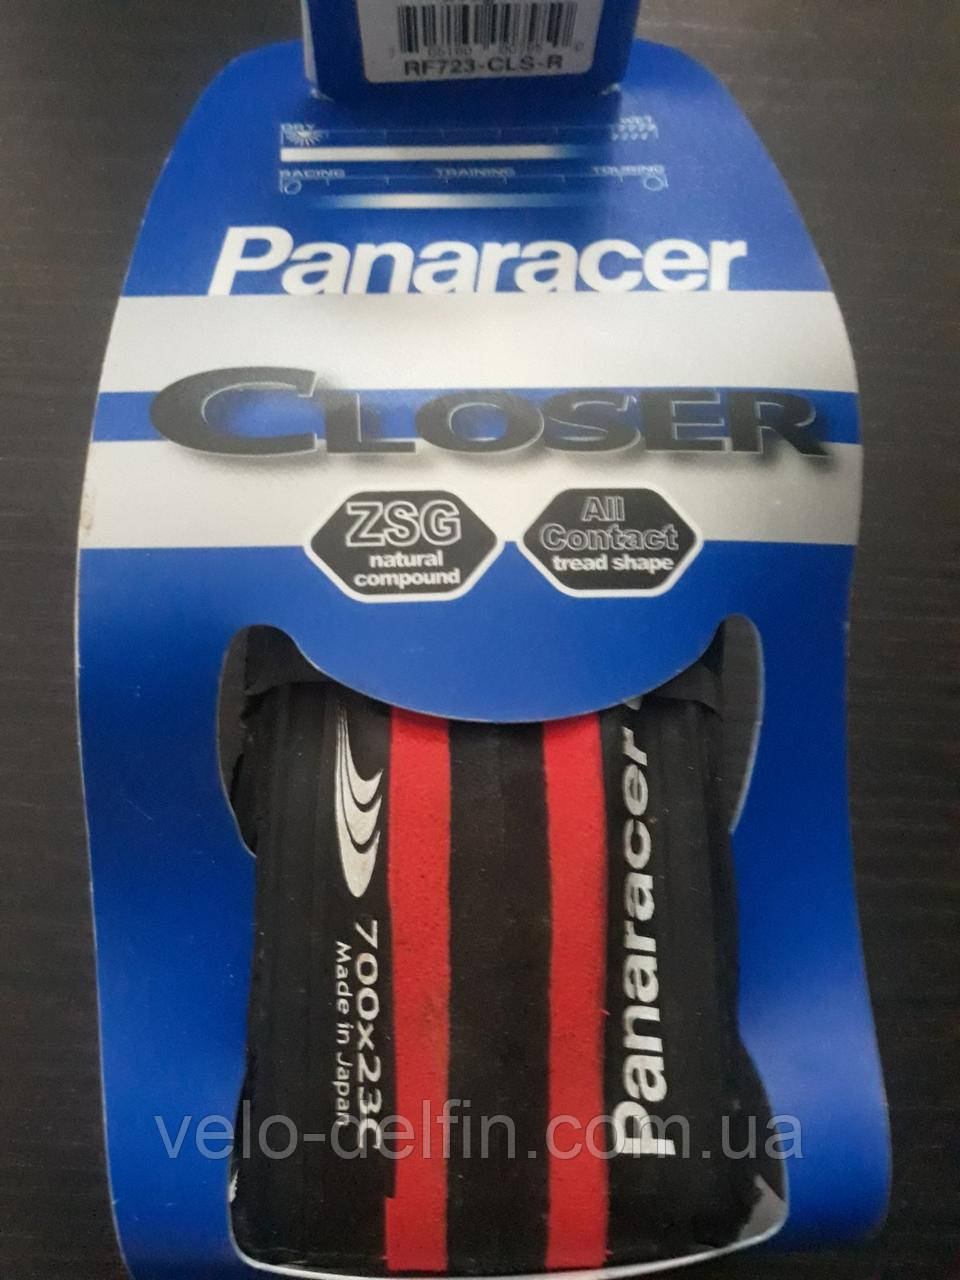 RF723-CLS-R
DRY WET
RACING TRAINING TOURING
Panaracer
CLOSER
ZSG
natural
compound
All
Contact
tread shape
700x23C
Made in Japan
Panaracer
velo-delfin.com.ua